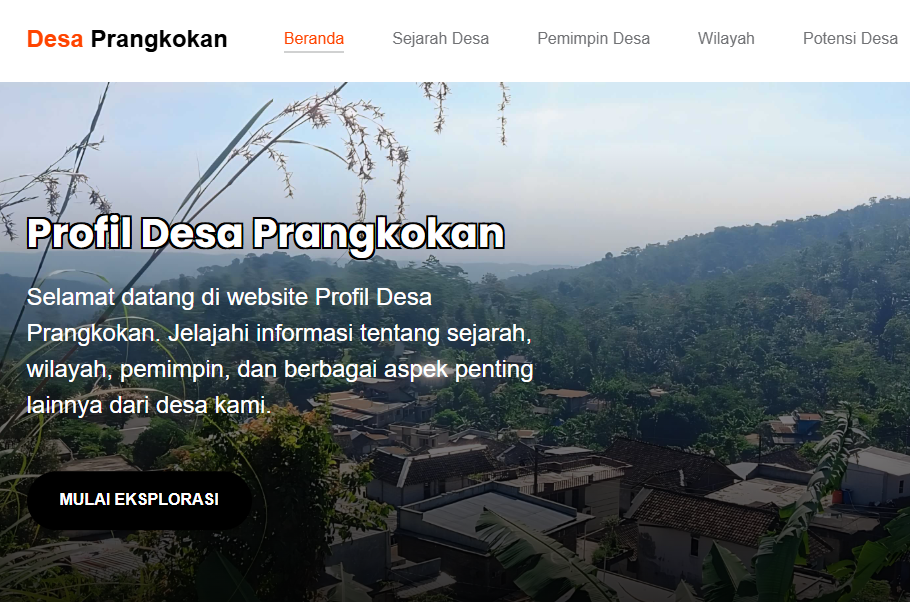 Desa Prangkokan
Beranda
Sejarah Desa
Pemimpin Desa
Wilayah
Potensi Desa
Profil Desa Prangkokan
Selamat datang di website Profil Desa
Prangkokan. Jelajahi informasi tentang sejarah,
wilayah, pemimpin, dan berbagai aspek penting
lainnya dari desa kami.
MULAI EKSPLORASI